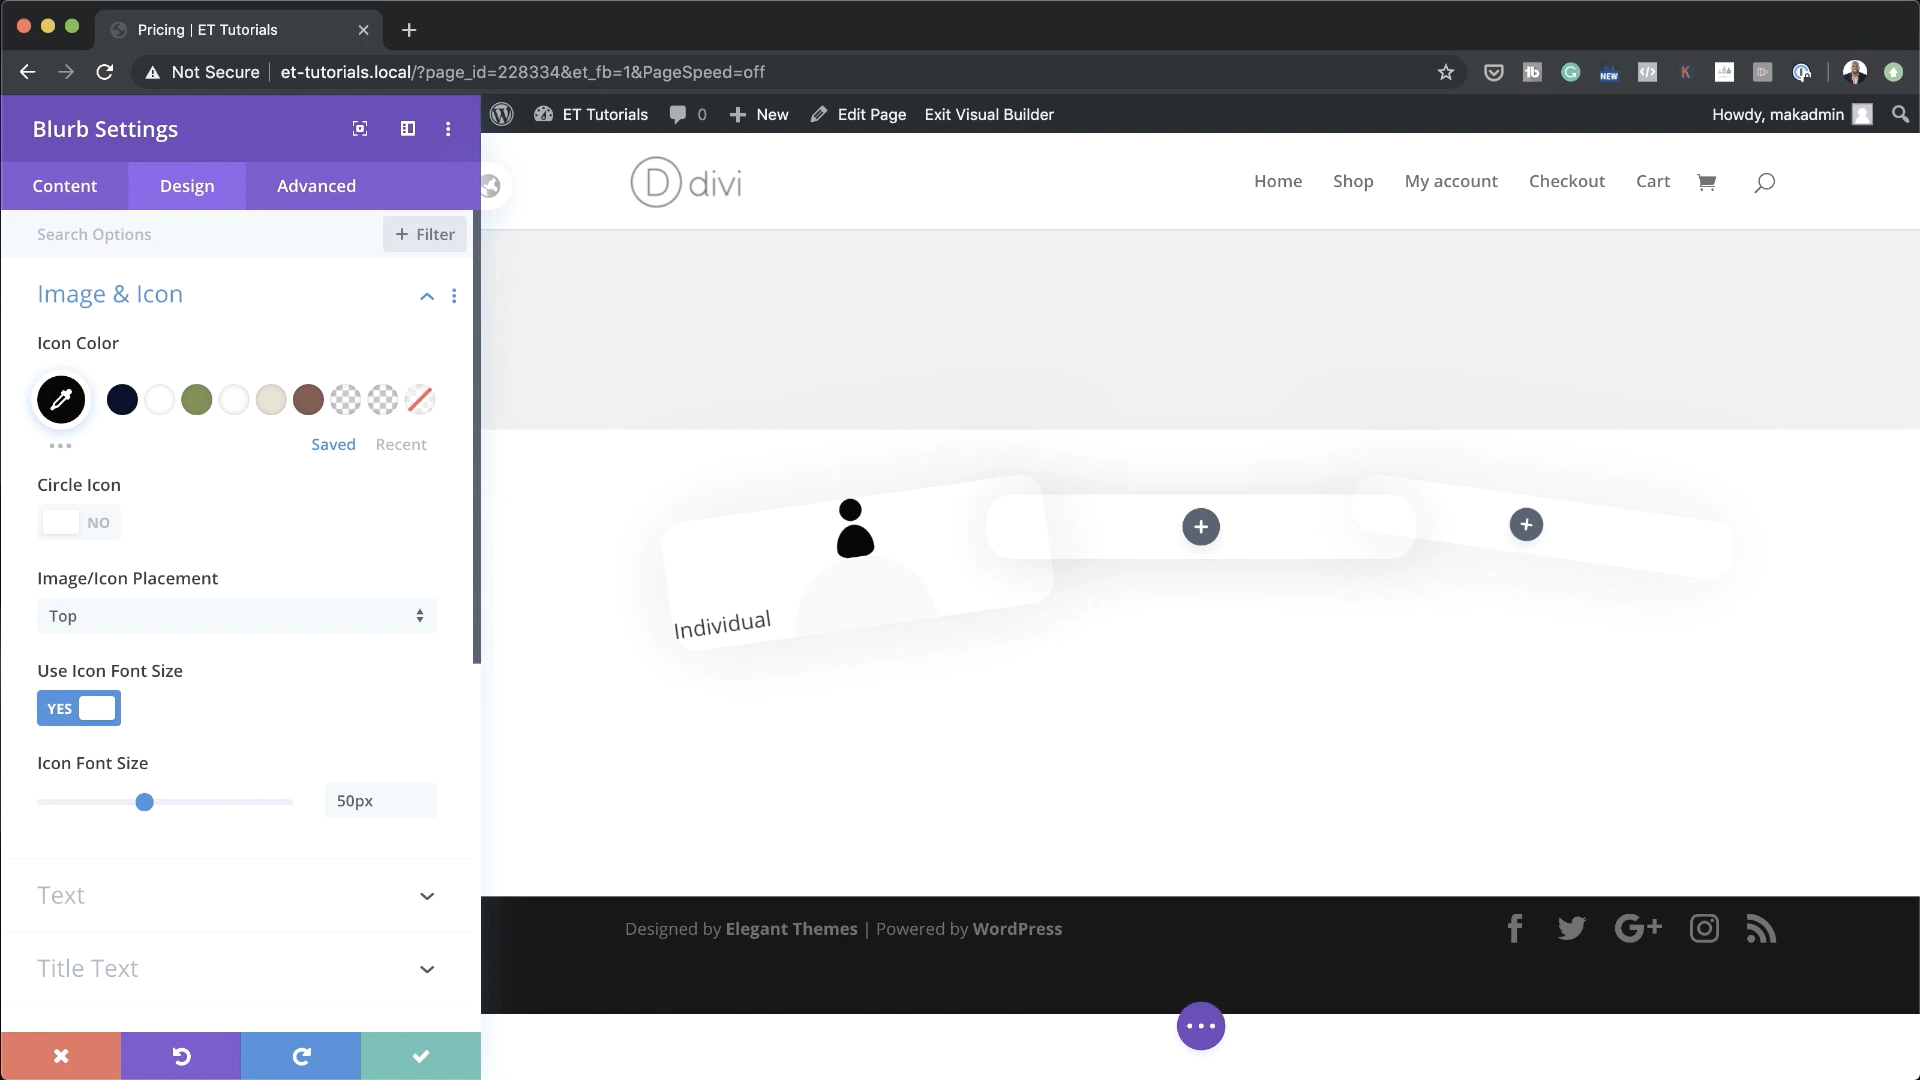 Pricing | ET Tutorials
Not Secure
et-tutorials.local/?page_id=228334&et_fb=1&PageSpeed=off
NEW
K
Blurb Settings
ET Tutorials
0
New
Edit Page
Exit Visual Builder
Howdy, makadmin
Content
Design
Advanced
D divi
Home
Shop
My account
Checkout
Cart
Search Options
+ Filter
Image & Icon
Icon Color
Saved
Recent
Circle Icon
NO
Image/Icon Placement
Top
Individual
Use Icon Font Size
YES
Icon Font Size
50px
Text
Title Text
Designed by Elegant Themes | Powered by WordPress